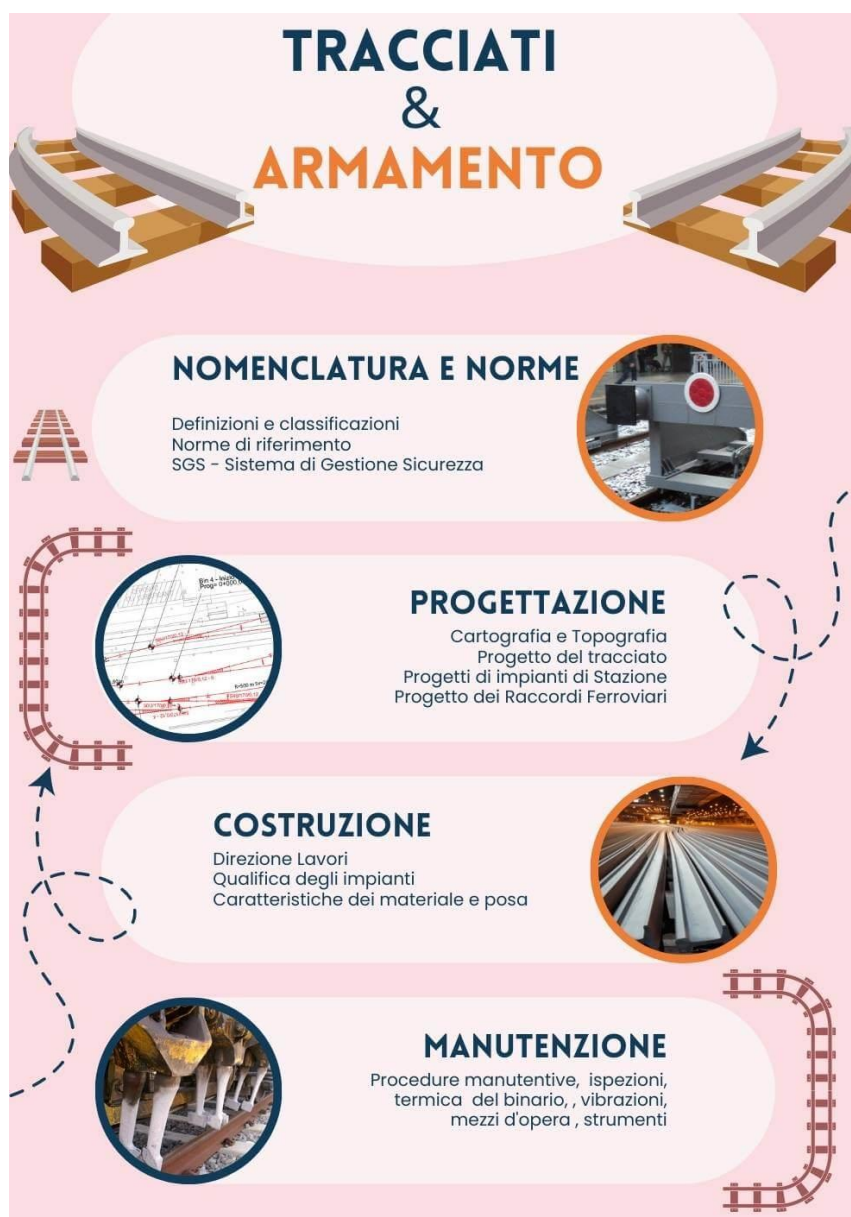 TRACCIATI
&
ARMAMENTO
NOMENCLATURA E NORME
Definizioni e classificazioni
Norme di riferimento
SGS - Sistema di Gestione Sicurezza
PROGETTAZIONE
Cartografia e Topografia
Progetto del tracciato
Progetti di impianti di Stazione
Progetto dei Raccordi Ferroviari
COSTRUZIONE
Direzione Lavori
Qualifica degli impianti
Caratteristiche dei materiale e posa
MANUTENZIONE
Procedure manutentive, ispezioni,
termica del binario, , vibrazioni,
mezzi d'opera , strumenti